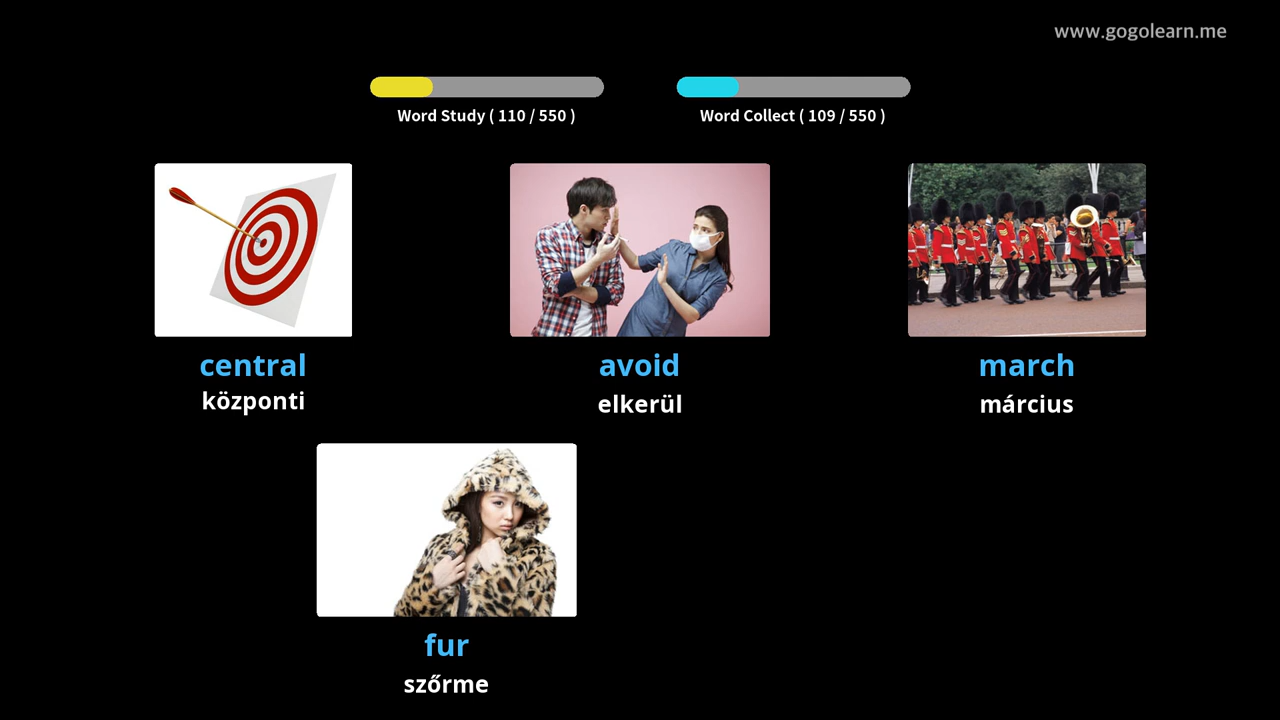 www.gogolearn.me
Word Study ( 110 / 550 )
Word Collect ( 109 / 550 )
central
központi
avoid
elkerül
march
március
fur
szőrme